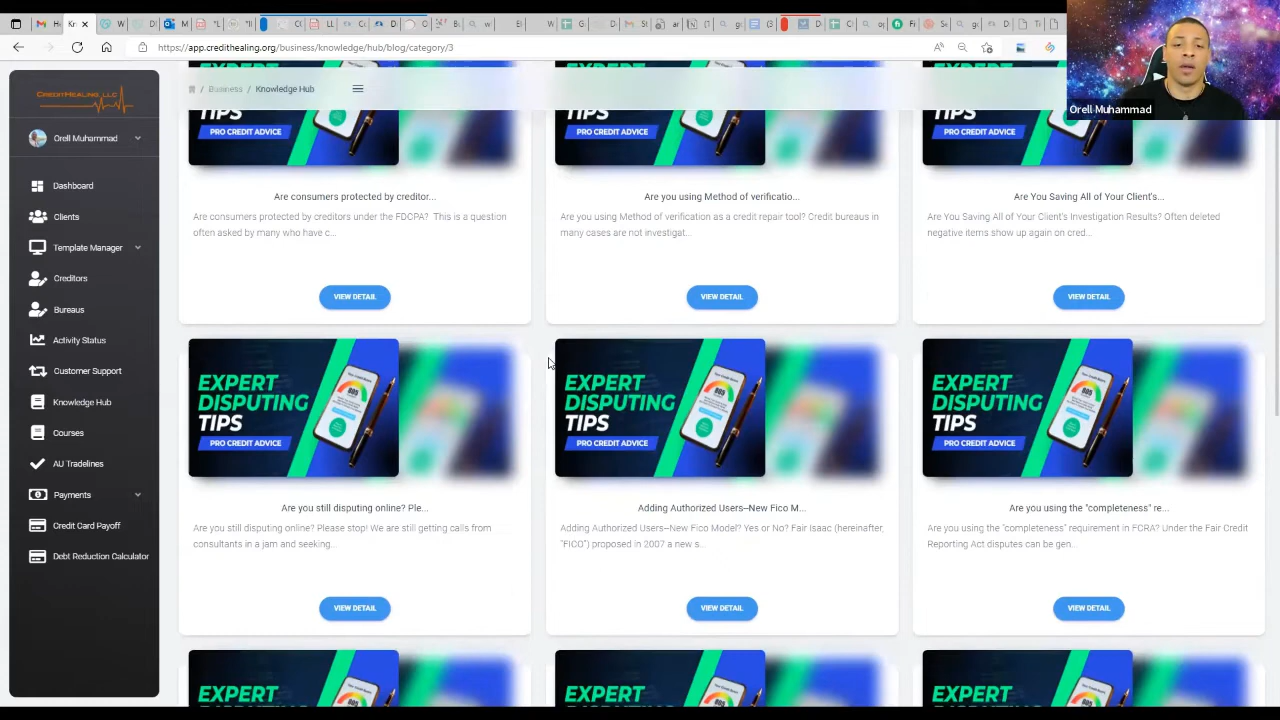 https://app.credithealing.org/business/knowledge/hub/blog/category/3
Orell Muhammad
CREDITHEALING, LLC
Orell Muhammad
Dashboard
Clients
Template Manager
Creditors
Bureaus
Activity Status
Customer Support
Knowledge Hub
Courses
AU Tradelines
Payments
Credit Card Payoff
Debt Reduction Calculator
/ Business / Knowledge Hub
TIPS
PRO CREDIT ADVICE
Are consumers protected by creditor...
Are consumers protected by creditors under the FDCPA? This is a question
often asked by many who have c...
VIEW DETAIL
TIPS
PRO CREDIT ADVICE
Are you using Method of verificatio...
Are you using Method of verification as a credit repair tool? Credit bureaus in
many cases are not investigat...
VIEW DETAIL
TIPS
PRO CREDIT ADVICE
Are You Saving All of Your Client's...
Are You Saving All of Your Client's Investigation Results? Often deleted
negative items show up again on cred...
VIEW DETAIL
EXPERT
DISPUTING
TIPS
PRO CREDIT ADVICE
Are you still disputing online? Ple...
Are you still disputing online? Please stop! We are still getting calls from
consultants in a jam and seeking...
VIEW DETAIL
EXPERT
DISPUTING
TIPS
PRO CREDIT ADVICE
Adding Authorized Users–New Fico M...
Adding Authorized Users–New Fico Model? Yes or No? Fair Isaac (hereinafter,
"FICO") proposed in 2007 a new s...
VIEW DETAIL
EXPERT
DISPUTING
TIPS
PRO CREDIT ADVICE
Are you using the "completeness" re...
Are you using the "completeness" requirement in FCRA? Under the Fair Credit
Reporting Act disputes can be gen...
VIEW DETAIL
EXPERT
EXPERT
EXPERT